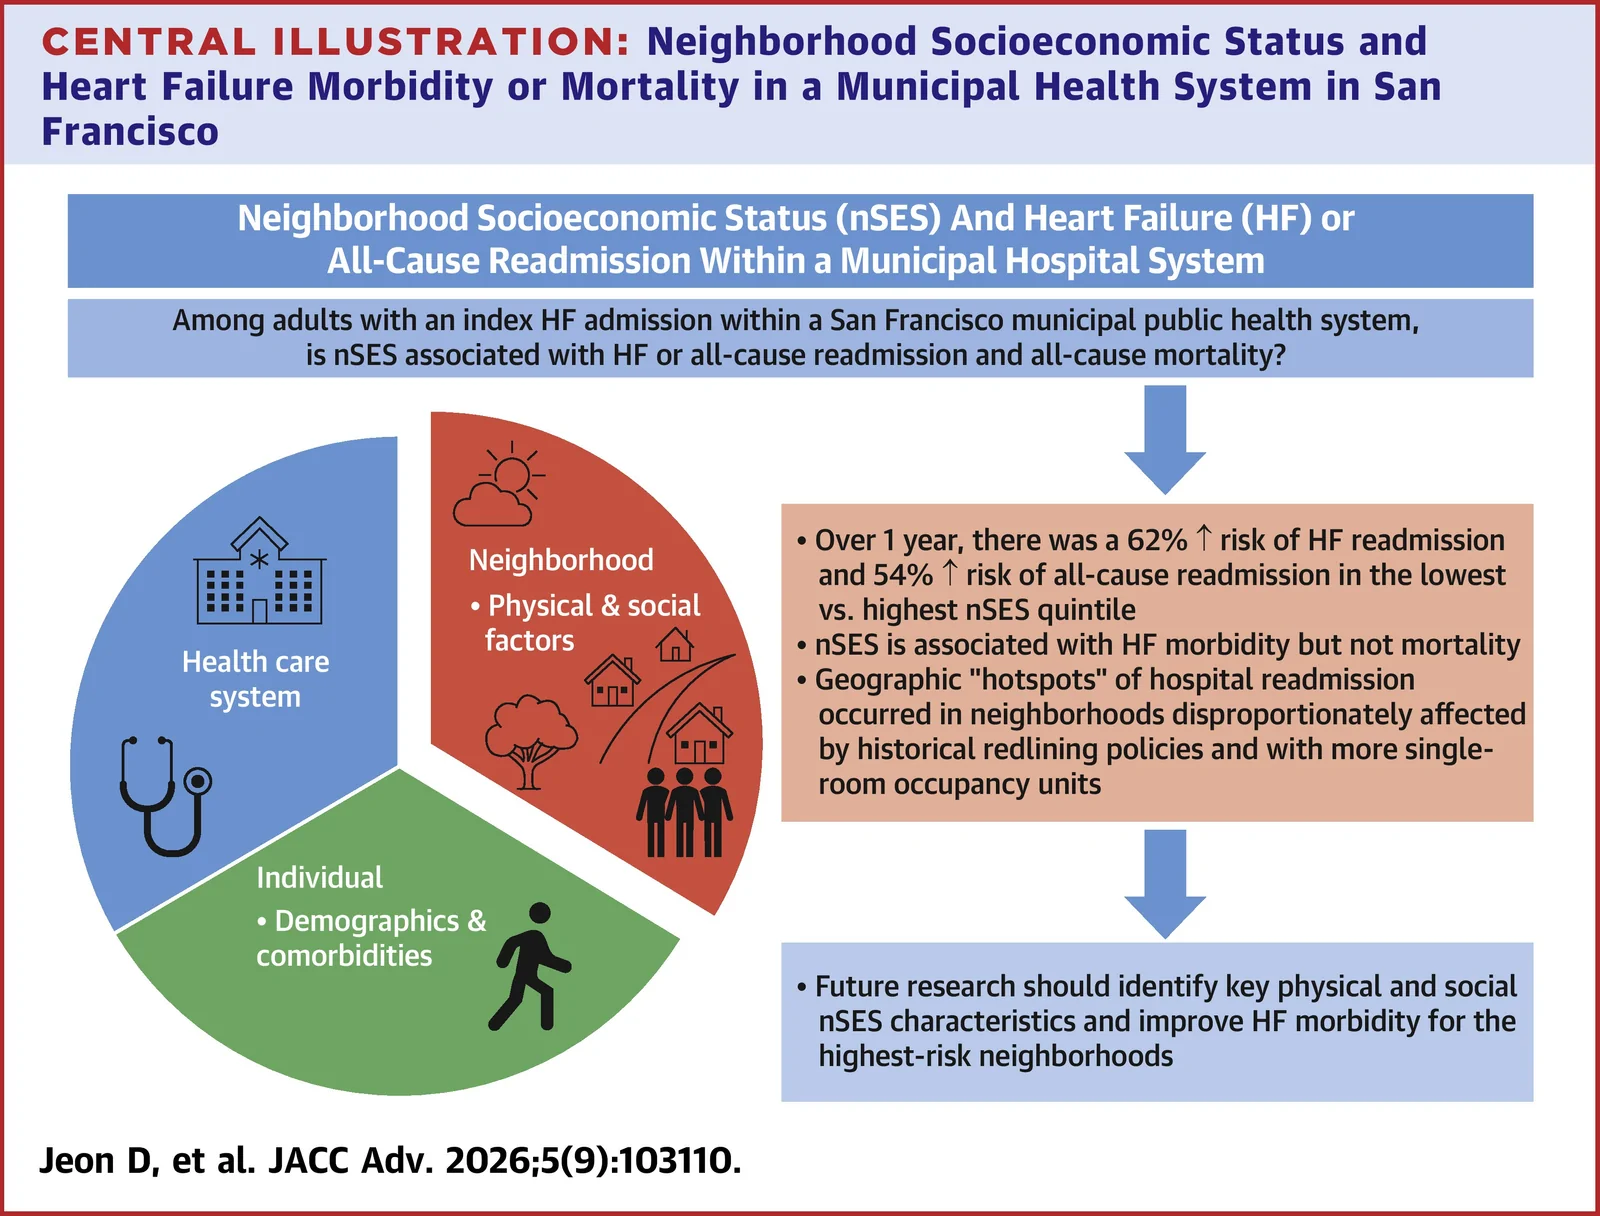 CENTRAL ILLUSTRATION: Neighborhood Socioeconomic Status and
Heart Failure Morbidity or Mortality in a Municipal Health System in San
Francisco
Neighborhood Socioeconomic Status (nSES) And Heart Failure (HF) or
All-Cause Readmission Within a Municipal Hospital System
Among adults with an index HF admission within a San Francisco municipal public health system,
is nSES associated with HF or all-cause readmission and all-cause mortality?
Health care
system
Neighborhood
• Physical & social
factors
Individual
• Demographics &
comorbidities
• Over 1 year, there was a 62% ↑ risk of HF readmission
and 54% ↑ risk of all-cause readmission in the lowest
vs. highest nSES quintile
• nSES is associated with HF morbidity but not mortality
• Geographic "hotspots" of hospital readmission
occurred in neighborhoods disproportionately affected
by historical redlining policies and with more single-
room occupancy units
• Future research should identify key physical and social
nSES characteristics and improve HF morbidity for the
highest-risk neighborhoods
Jeon D, et al. JACC Adv. 2026;5(9):103110.